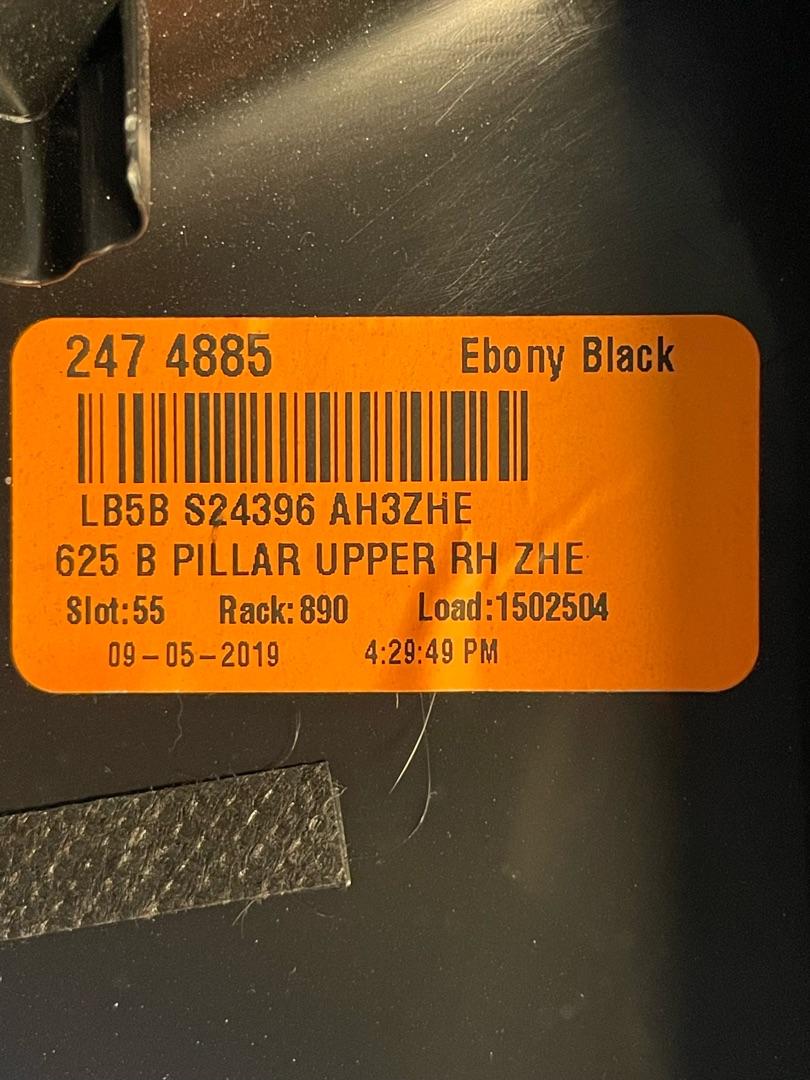 247 4885 Ebony Black
LB5B S24396 AH3ZHE
625 B PILLAR UPPER RH ZHE
Slot:55 Rack:890 Load:1502504
09-05-2019 4:29:49 PM